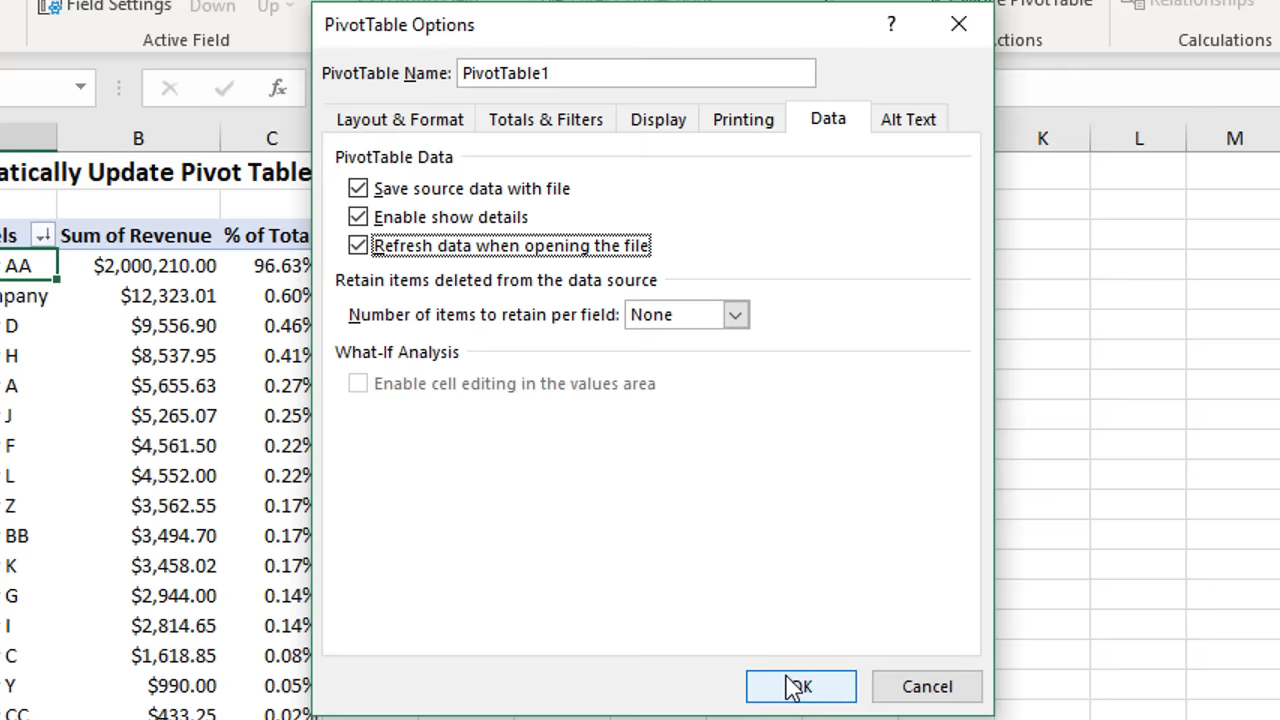 Field Settings Down Up
Active Field
ctions
Relationships
Calculations
PivotTable Options
?
PivotTable Name: PivotTable1
fx
Layout & Format Totals & Filters Display Printing Data Alt Text
PivotTable Data
Save source data with file
Enable show details
Refresh data when opening the file
Retain items deleted from the data source
Number of items to retain per field: None
What-If Analysis
Enable cell editing in the values area
OK Cancel
B C K L M
atically Update Pivot Table
els Sum of Revenue % of Tota
AA $2,000,210.00 96.63%
mpany $12,323.01 0.60%
D $9,556.90 0.46%
H $8,537.95 0.41%
A $5,655.63 0.27%
J $5,265.07 0.25%
F $4,561.50 0.22%
L $4,552.00 0.22%
Z $3,562.55 0.17%
BB $3,494.70 0.17%
K $3,458.02 0.17%
G $2,944.00 0.14%
I $2,814.65 0.14%
C $1,618.85 0.08%
Y $990.00 0.05%
CC $433.25 0.02%